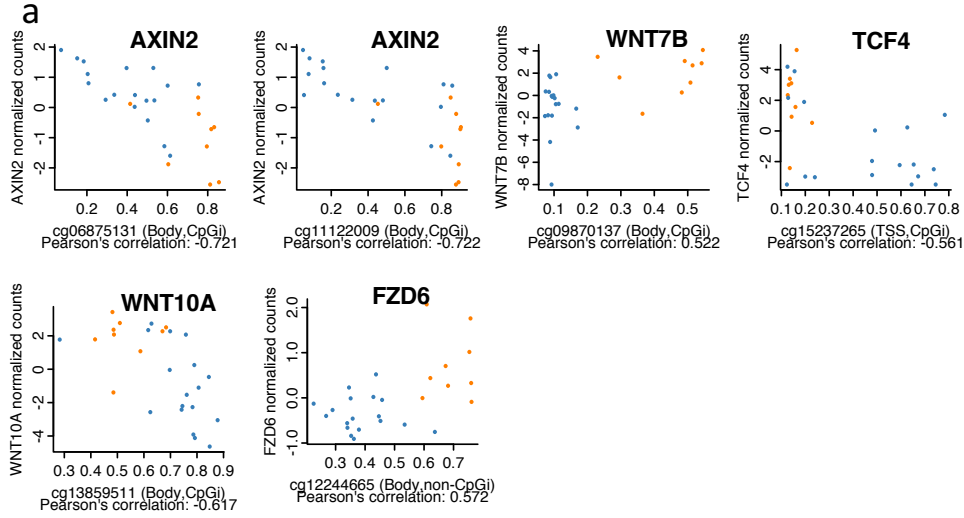 a
AXIN2
AXIN2 normalized counts
2
1
0
-1
-2
0.2 0.4 0.6 0.8
cg06875131 (Body,CpGi)
Pearson's correlation: -0.721
AXIN2
AXIN2 normalized counts
2
1
0
-1
-2
0.2 0.4 0.6 0.8
cg11122009 (Body,CpGi)
Pearson's correlation: -0.722
WNT7B
WNT7B normalized counts
4
2
0
-2
-4
-6
-8
0.1 0.2 0.3 0.4 0.5
cg09870137 (Body,CpGi)
Pearson's correlation: 0.522
TCF4
TCF4 normalized counts
4
2
0
-2
0.1 0.2 0.3 0.4 0.5 0.6 0.7 0.8
cg15237265 (TSS,CpGi)
Pearson's correlation: -0.561
WNT10A
WNT10A normalized counts
2
0
-2
-4
0.3 0.4 0.5 0.6 0.7 0.8 0.9
cg13859511 (Body,CpGi)
Pearson's correlation: -0.617
FZD6
FZD6 normalized counts
2.0
1.0
0.0
-1.0
0.3 0.4 0.5 0.6 0.7
cg12244665 (Body,non-CpGi)
Pearson's correlation: 0.572